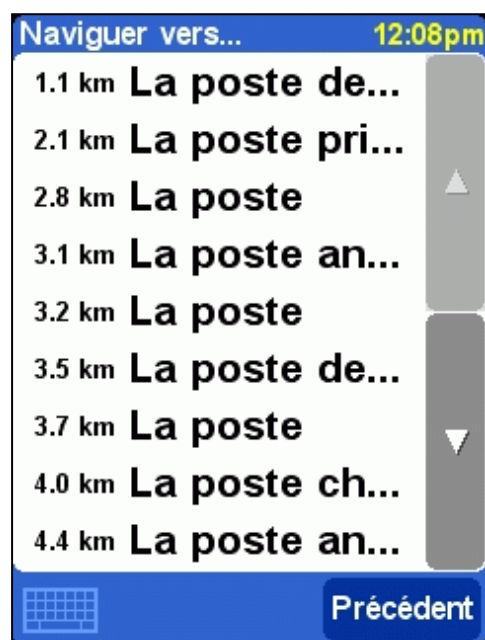 Naviguer vers... 12:08pm
1.1 km La poste de...
2.1 km La poste pri...
2.8 km La poste
3.1 km La poste an...
3.2 km La poste
3.5 km La poste de...
3.7 km La poste
4.0 km La poste ch...
4.4 km La poste an...
Précédent